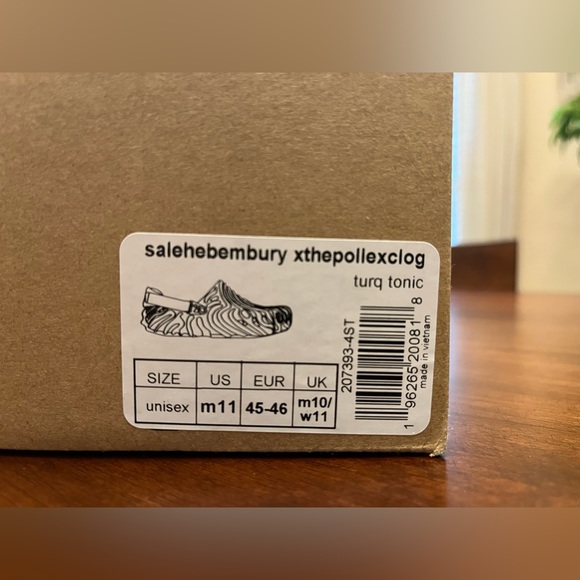 salehebembury xthepollexclog
turq tonic
SIZE US EUR UK
unisex m11 45-46 m10/
w11
207393-4ST
1 96265 20081 8
made in vietnam